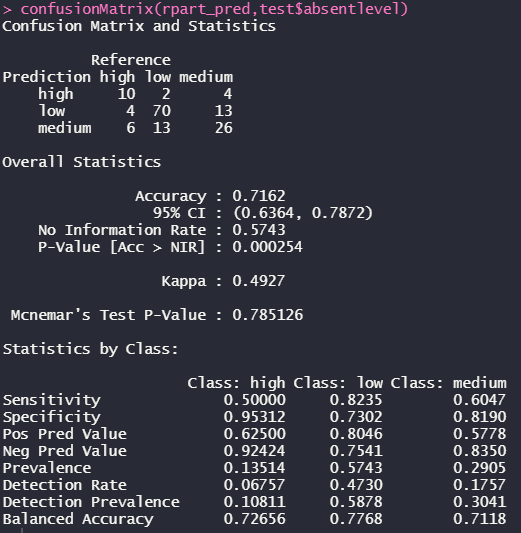 > confusionMatrix(rpart_pred,test$absentlevel)
Confusion Matrix and Statistics
Reference
Prediction high low medium
high 10 2 4
low 4 70 13
medium 6 13 26
Overall Statistics
Accuracy : 0.7162
95% CI : (0.6364, 0.7872)
No Information Rate : 0.5743
P-Value [Acc > NIR] : 0.000254
Kappa : 0.4927
Mcnemar's Test P-Value : 0.785126
Statistics by Class:
Class: high Class: low Class: medium
Sensitivity 0.50000 0.8235 0.6047
Specificity 0.95312 0.7302 0.8190
Pos Pred Value 0.62500 0.8046 0.5778
Neg Pred Value 0.92424 0.7541 0.8350
Prevalence 0.13514 0.5743 0.2905
Detection Rate 0.06757 0.4730 0.1757
Detection Prevalence 0.10811 0.5878 0.3041
Balanced Accuracy 0.72656 0.7768 0.7118